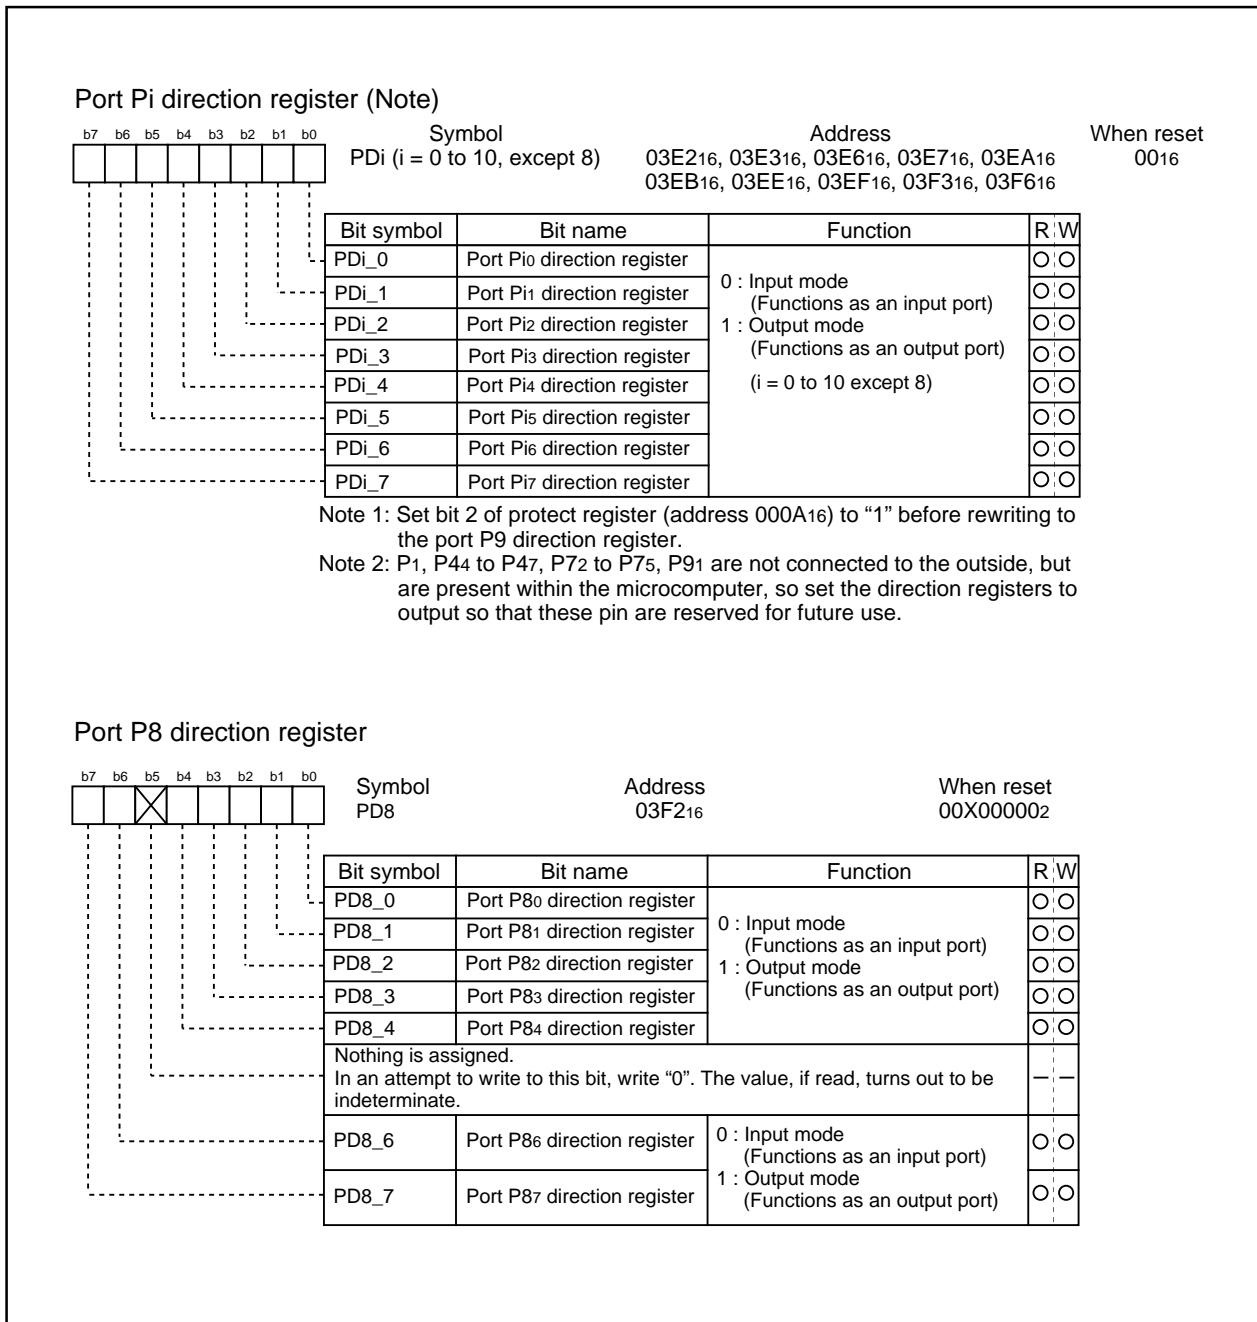 Port Pi direction register (Note)
b7 b6 b5 b4 b3 b2 b1 b0
Symbol Address When reset
PDi (i = 0 to 10, except 8) 03E216, 03E316, 03E616, 03E716, 03EA16 0016
03EB16, 03EE16, 03EF16, 03F316, 03F616
Bit symbol Bit name Function R W
PDi_0 Port Pi0 direction register
PDi_1 Port Pi1 direction register
PDi_2 Port Pi2 direction register
PDi_3 Port Pi3 direction register
PDi_4 Port Pi4 direction register
PDi_5 Port Pi5 direction register
PDi_6 Port Pi6 direction register
PDi_7 Port Pi7 direction register
0 : Input mode
(Functions as an input port)
1 : Output mode
(Functions as an output port)
(i = 0 to 10 except 8)
Note 1: Set bit 2 of protect register (address 000A16) to “1” before rewriting to
the port P9 direction register.
Note 2: P1, P44 to P47, P72 to P75, P91 are not connected to the outside, but
are present within the microcomputer, so set the direction registers to
output so that these pin are reserved for future use.
Port P8 direction register
b7 b6 b5 b4 b3 b2 b1 b0
Symbol Address When reset
PD8 03F216 00X000002
Bit symbol Bit name Function R W
PD8_0 Port P80 direction register
PD8_1 Port P81 direction register
PD8_2 Port P82 direction register
PD8_3 Port P83 direction register
PD8_4 Port P84 direction register
0 : Input mode
(Functions as an input port)
1 : Output mode
(Functions as an output port)
Nothing is assigned.
In an attempt to write to this bit, write “0”. The value, if read, turns out to be
indeterminate.
PD8_6 Port P86 direction register
PD8_7 Port P87 direction register
0 : Input mode
(Functions as an input port)
1 : Output mode
(Functions as an output port)